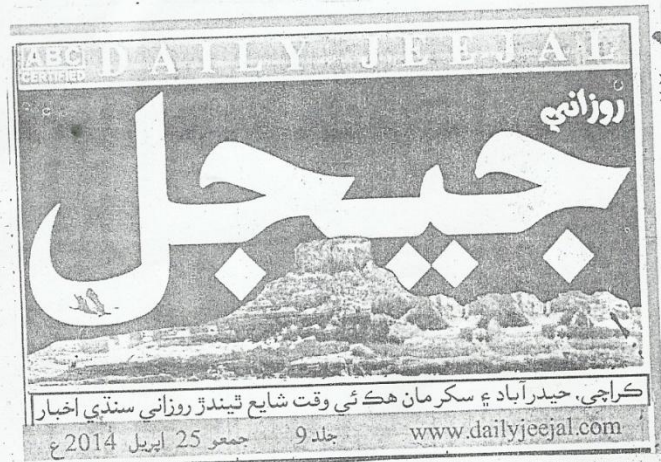 ABC
CERTIFIED
DAILY JEEJAL
روزاني
جيجل
ڪراچي، حيدرآباد ۽ سکر مان هڪ ئي وقت شايع ٿيندڙ روزاني سنڌي اخبار
جمعو 25 اپريل 2014ع جلد 9 www.dailyjeejal.com